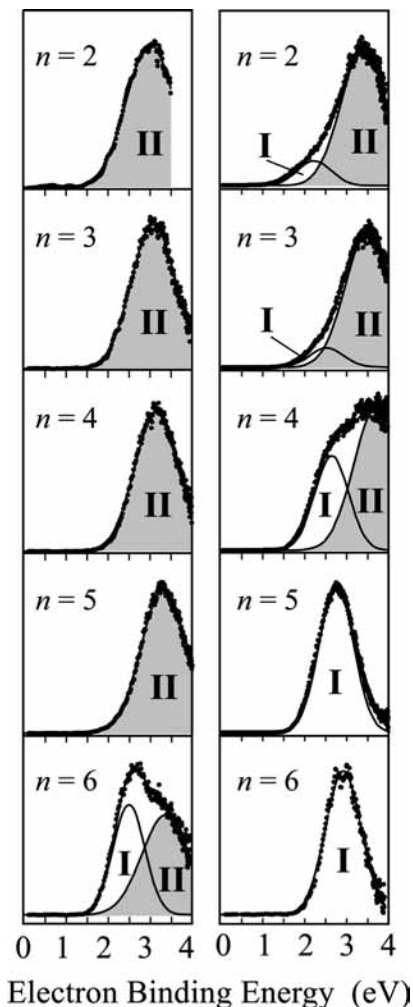 n = 2
II
n = 2
I
II
n = 3
II
n = 3
I
II
n = 4
II
n = 4
I
II
n = 5
II
n = 5
I
n = 6
I
II
n = 6
I
0 1 2 3 4
0 1 2 3 4
Electron Binding Energy (eV)